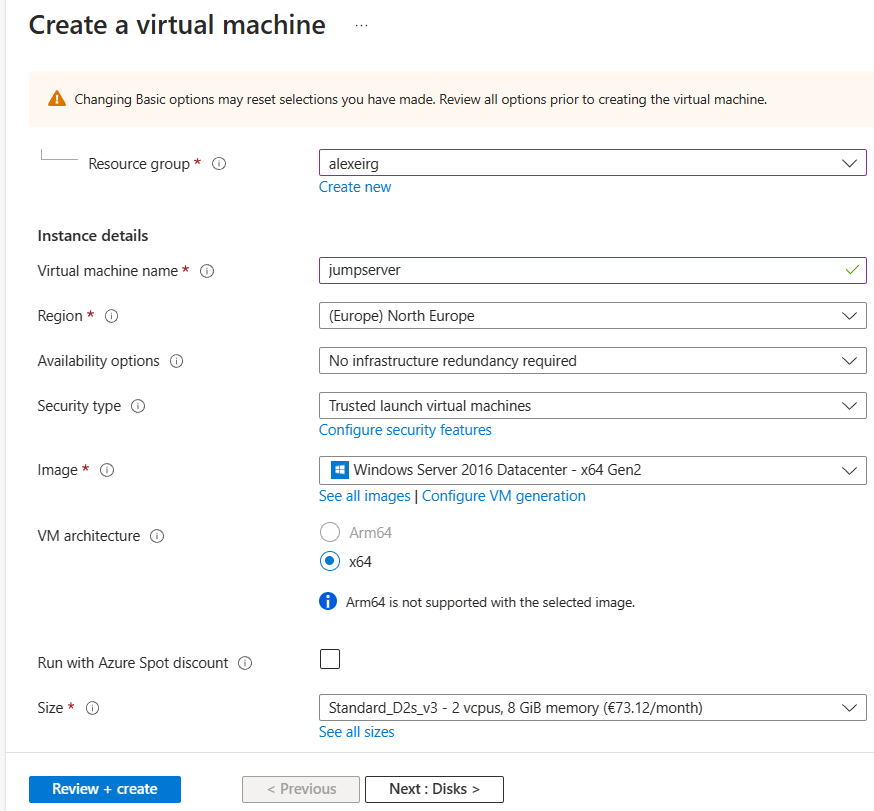 Create a virtual machine ...
Changing Basic options may reset selections you have made. Review all options prior to creating the virtual machine.
Resource group * alexeirg
Create new
Instance details
Virtual machine name * jumpserver
Region * (Europe) North Europe
Availability options No infrastructure redundancy required
Security type Trusted launch virtual machines
Configure security features
Image * Windows Server 2016 Datacenter - x64 Gen2
See all images | Configure VM generation
VM architecture Arm64
x64
Arm64 is not supported with the selected image.
Run with Azure Spot discount
Size * Standard_D2s_v3 - 2 vcpus, 8 GiB memory (€73.12/month)
See all sizes
Review + create < Previous Next : Disks >